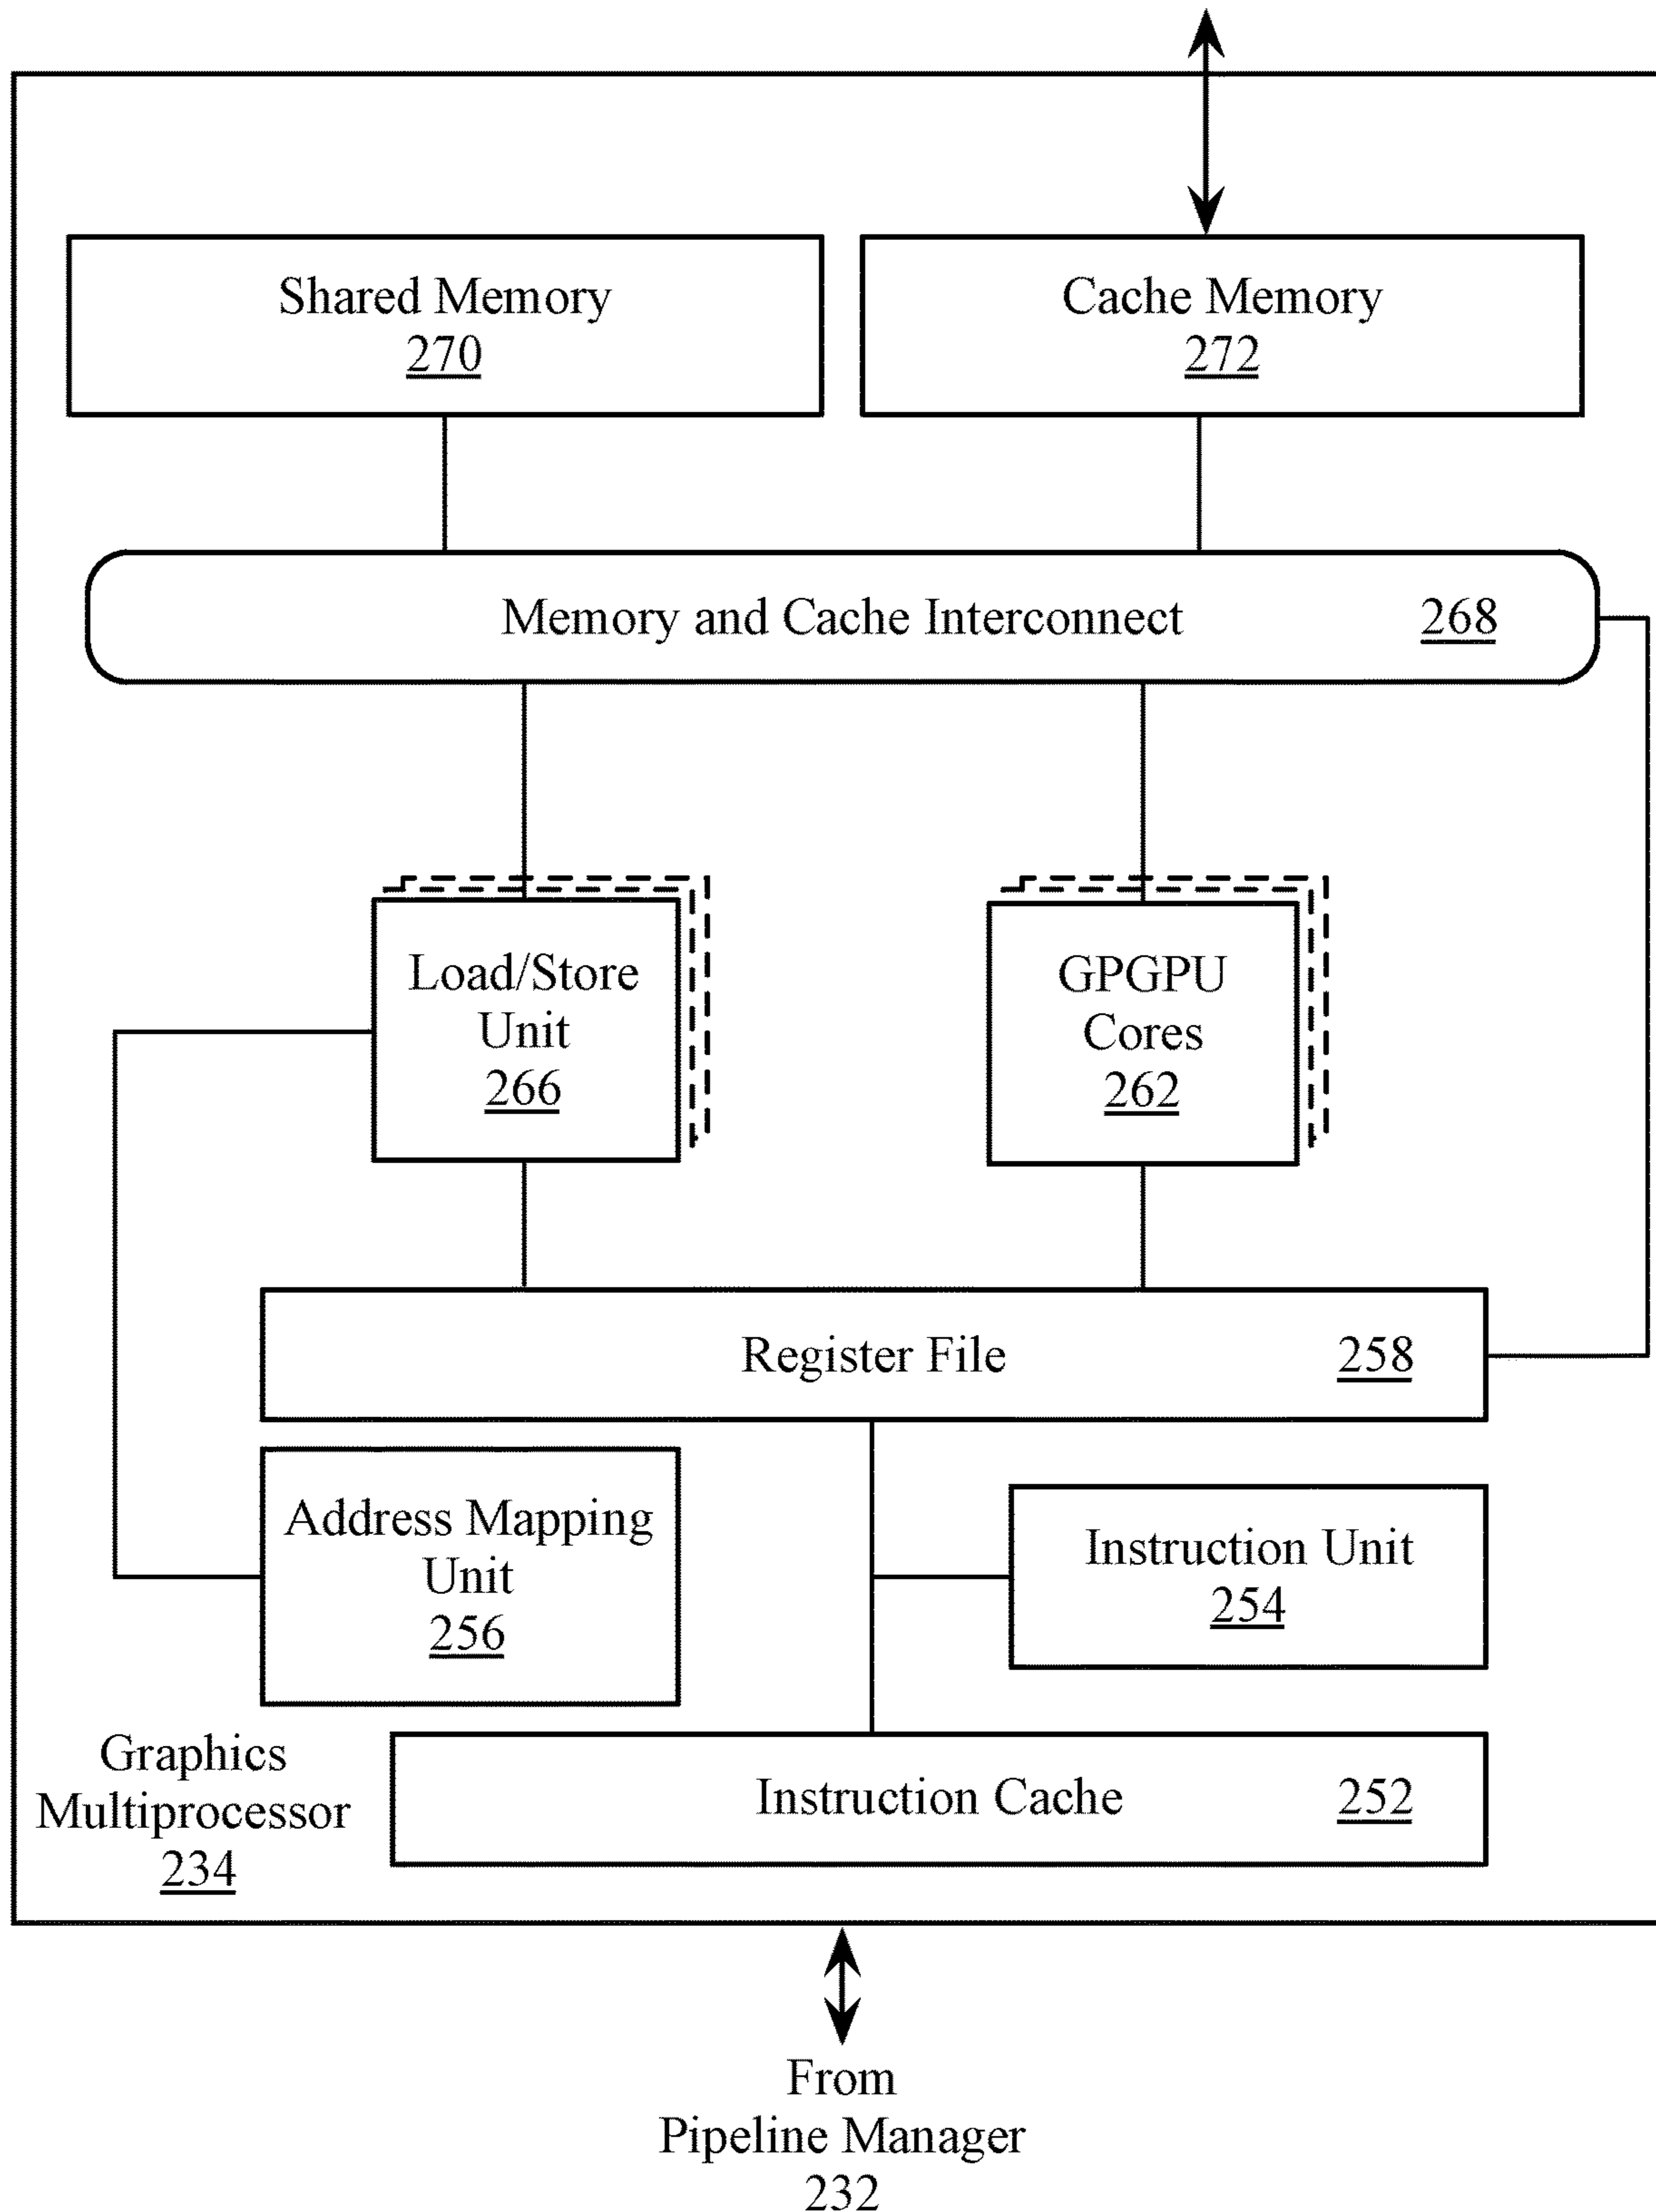 Shared Memory
270
Cache Memory
272
Memory and Cache Interconnect 268
Load/Store
Unit
266
GPGPU
Cores
262
Register File 258
Address Mapping
Unit
256
Instruction Unit
254
Graphics
Multiprocessor
234
Instruction Cache 252
From
Pipeline Manager
232